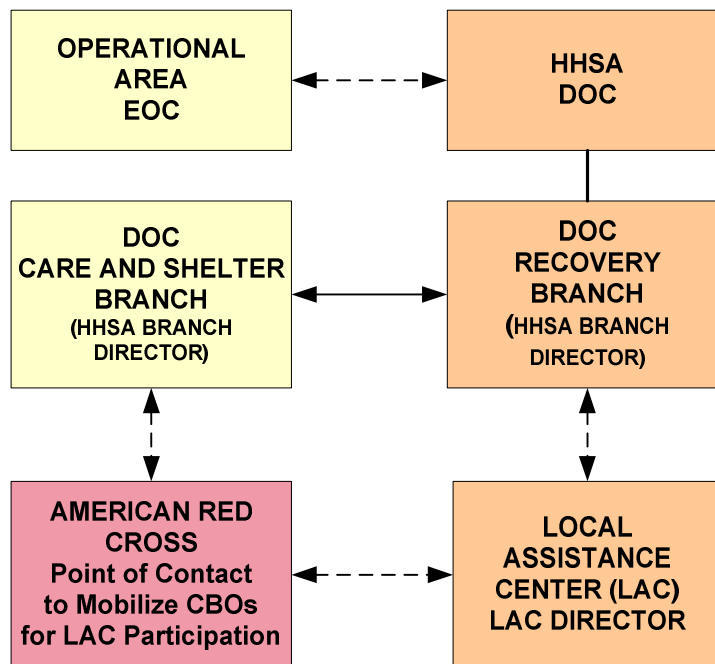 OPERATIONAL
AREA
EOC
HHSA
DOC
DOC
CARE AND SHELTER
BRANCH
(HHSA BRANCH
DIRECTOR)
DOC
RECOVERY
BRANCH
(HHSA BRANCH
DIRECTOR)
AMERICAN RED
CROSS
Point of Contact
to Mobilize CBOs
for LAC Participation
LOCAL
ASSISTANCE
CENTER (LAC)
LAC DIRECTOR